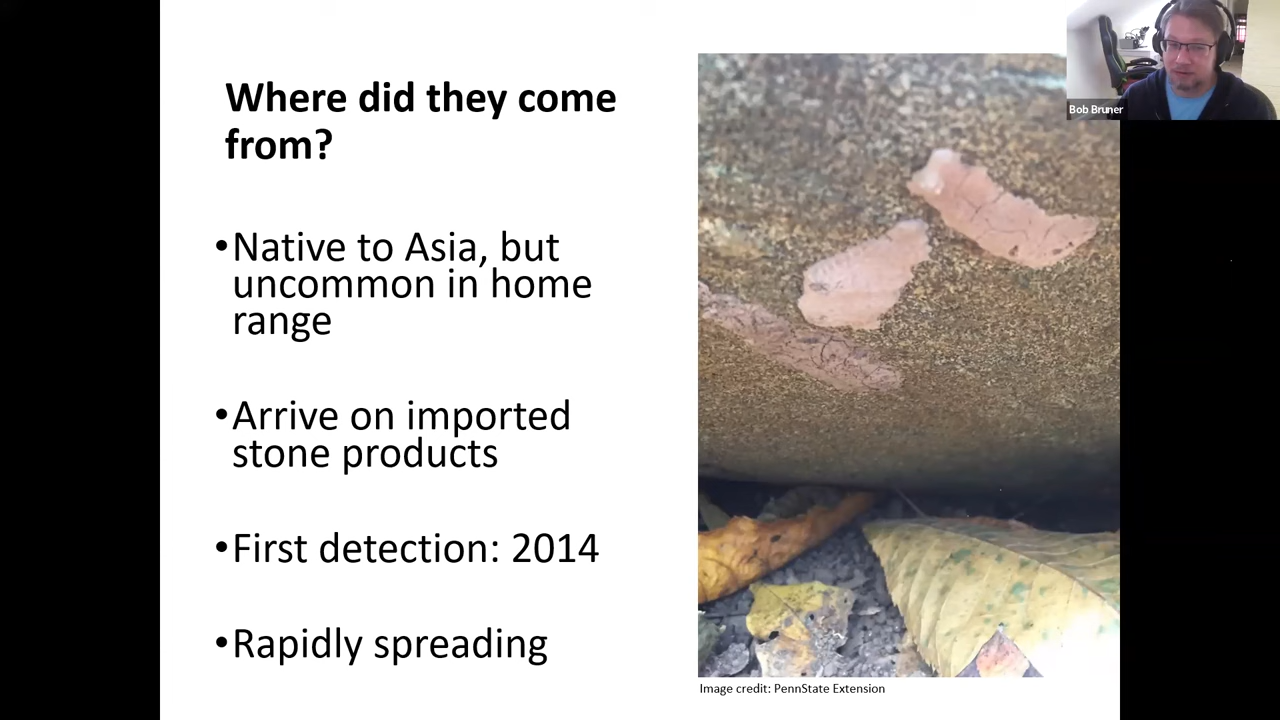 Where did they come
from?
•Native to Asia, but
uncommon in home
range
•Arrive on imported
stone products
•First detection: 2014
•Rapidly spreading
Image credit: PennState Extension
Bob Bruner